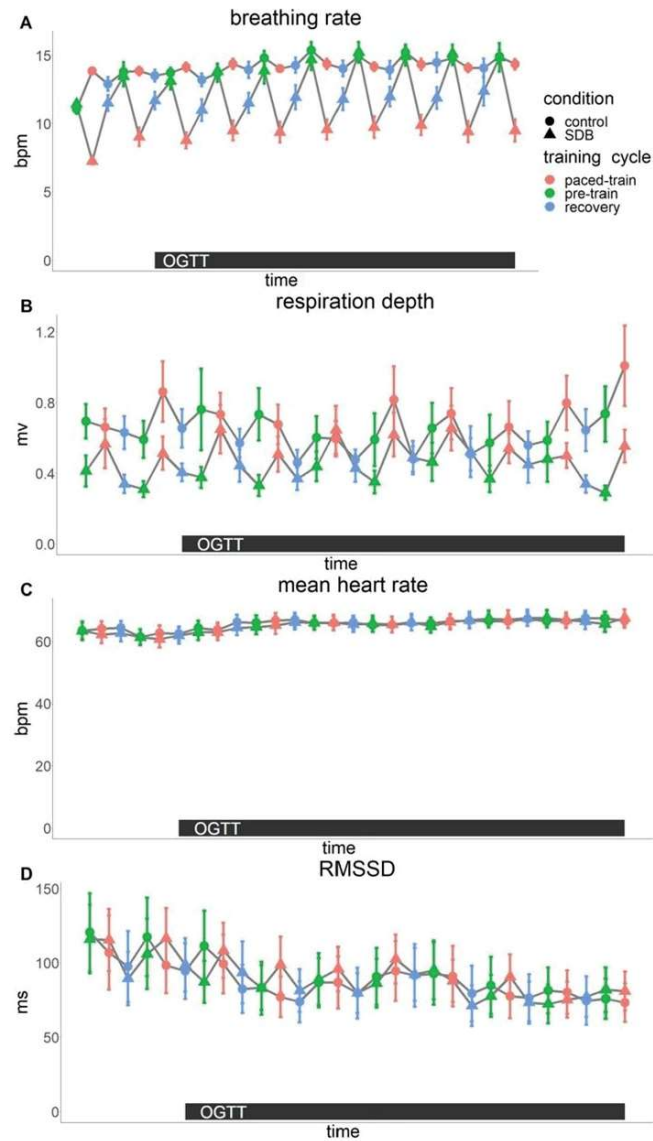 A
breathing rate
15
10
5
0
bpm
OGTT
time
condition
control
SDB
training cycle
paced-train
pre-train
recovery
B
respiration depth
1.2
0.8
0.4
0.0
mv
OGTT
time
C
mean heart rate
60
40
20
0
bpm
OGTT
time
D
RMSSD
150
100
50
0
ms
OGTT
time